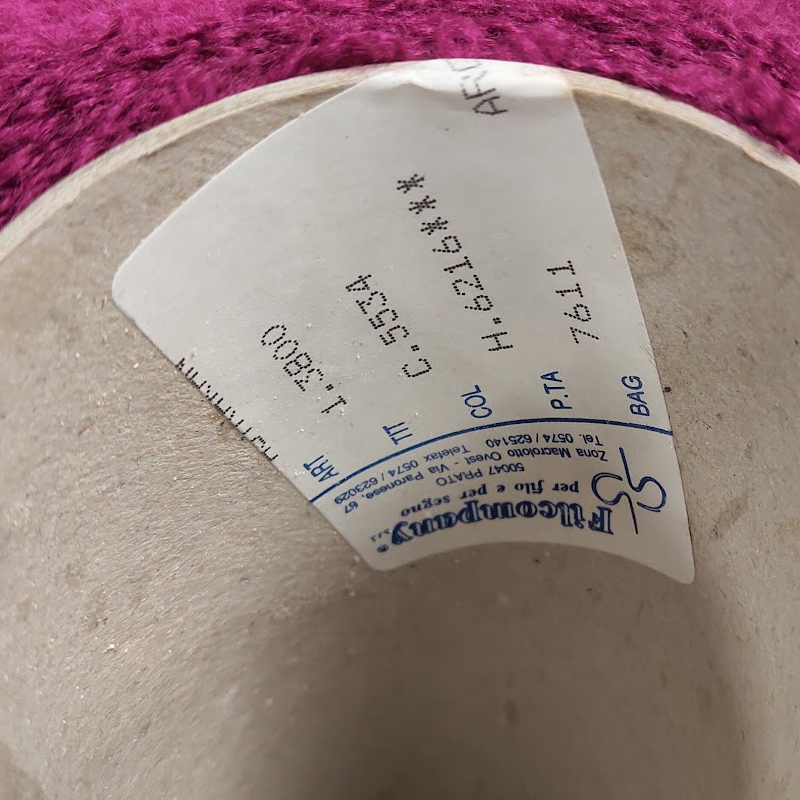 Filcompany® s.r.l.
per filo e per segno
50047 PRATO
Zona Macrolotto Ovest - Via Paronese, 67
Tel. 0574 / 625140 Telefax 0574 / 623029
ART
TIT 1.3800
COL C.5534
P.TA H.6216***
BAG 7611